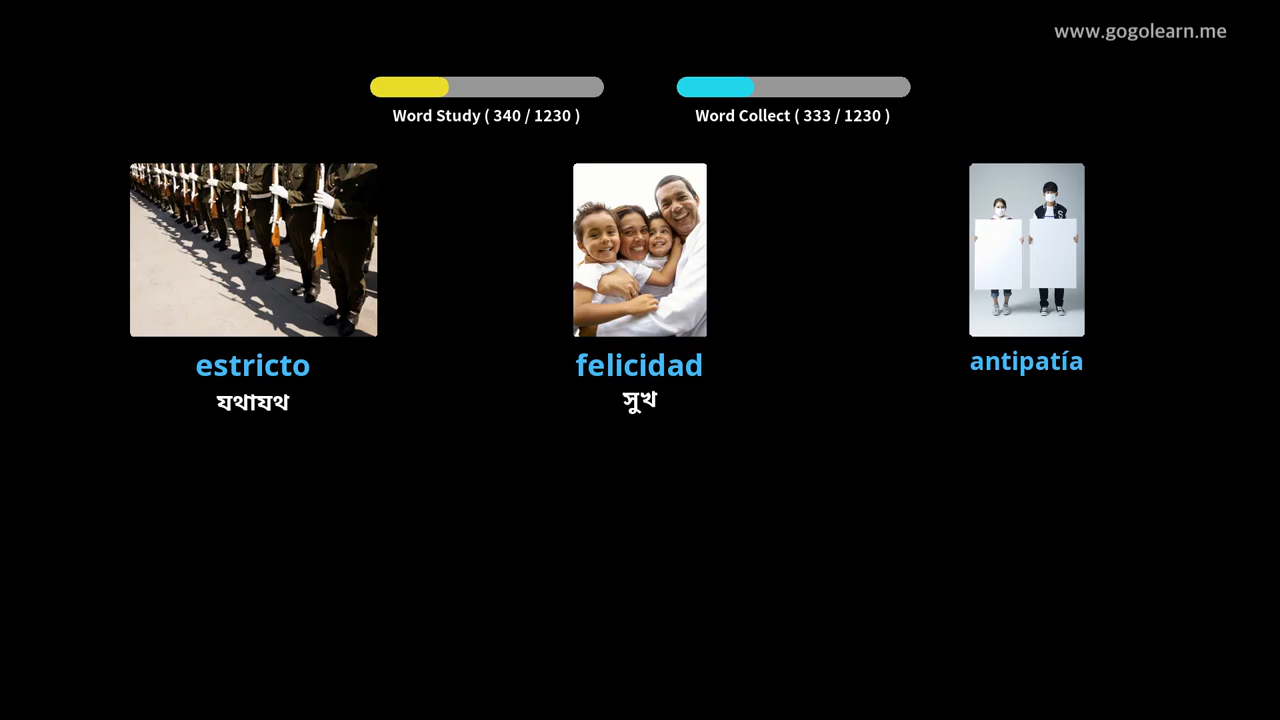 www.gogolearn.me
Word Study ( 340 / 1230 )
Word Collect ( 333 / 1230 )
estricto
যথাযথ
felicidad
সুখ
antipatía